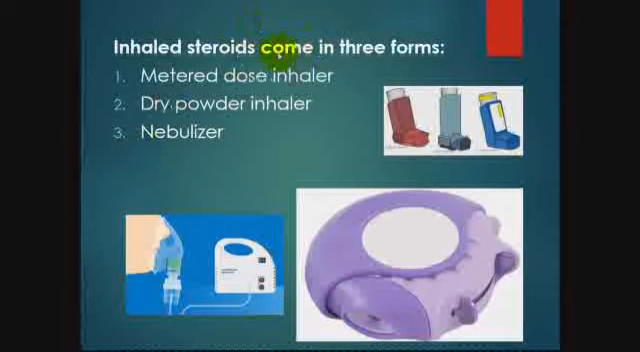 Inhaled steroids come in three forms:
1. Metered dose inhaler
2. Dry powder inhaler
3. Nebulizer